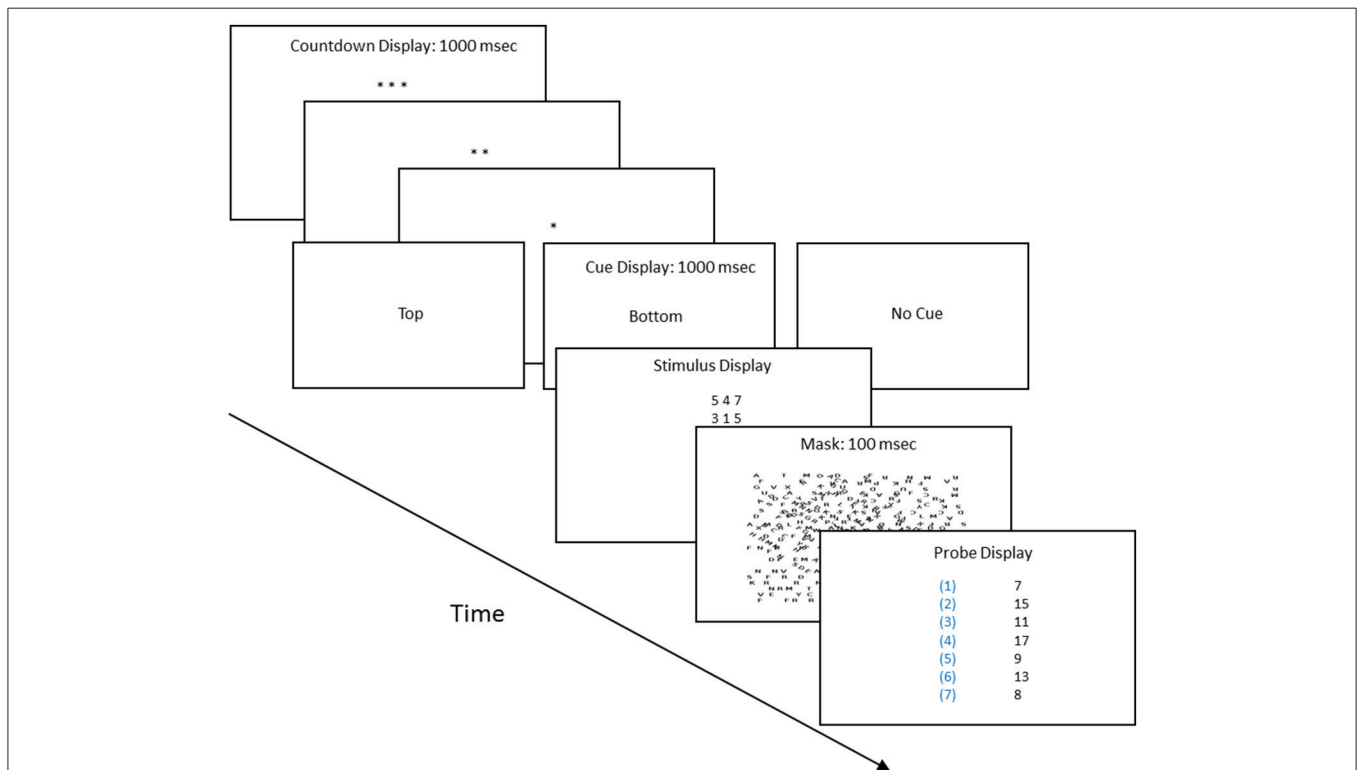 Countdown Display: 1000 msec
* * *
* *
*
Top
Cue Display: 1000 msec
Bottom
No Cue
Stimulus Display
5 4 7
3 1 5
Mask: 100 msec
Time
Probe Display
(1) 7
(2) 15
(3) 11
(4) 17
(5) 9
(6) 13
(7) 8